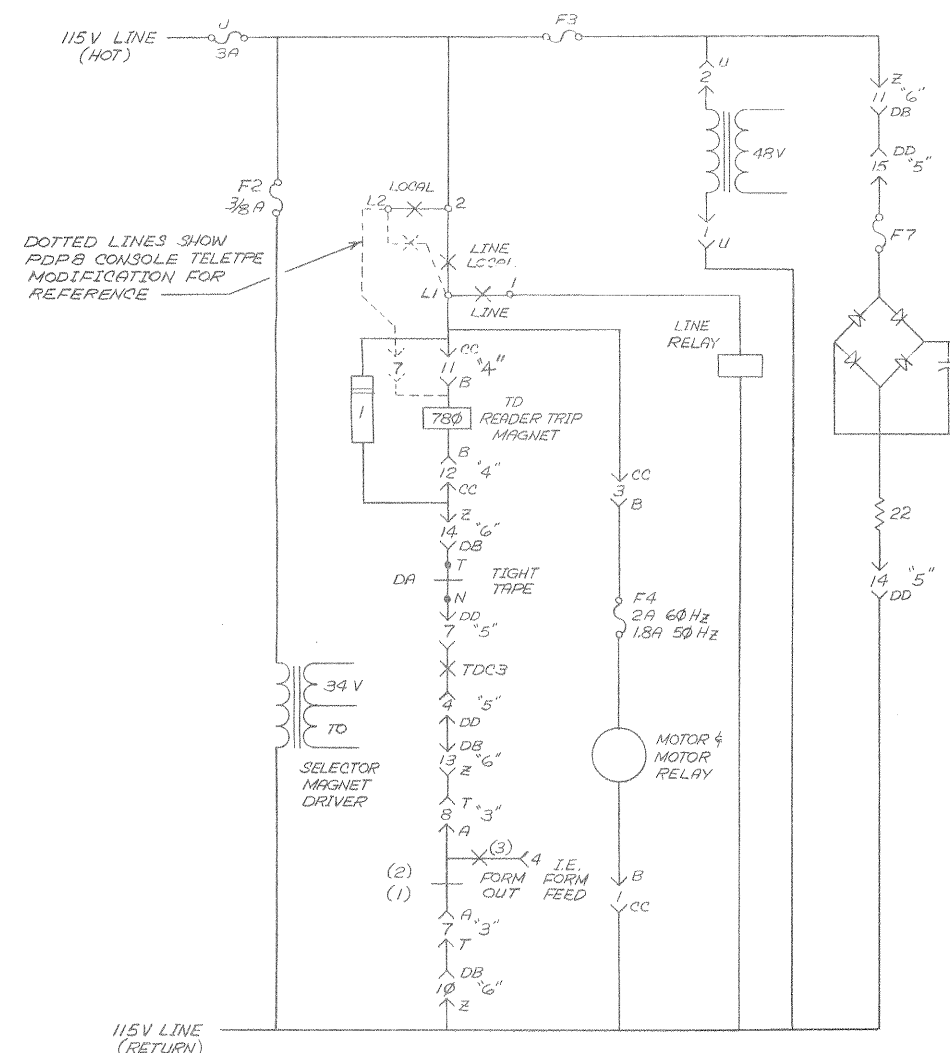 115V LINE
(HOT)
U
3A
F3
U
2
48V
1
U
Z
11 "6"
DB
DD
15 "5"
F7
F2
3/8 A
LOCAL
L2
2
DOTTED LINES SHOW
PDP8 CONSOLE TELETPE
MODIFICATION FOR
REFERENCE
LINE
LOCAL
L1
LINE
LINE
RELAY
7
CC
11 "4"
B
1
78Ø
TD
READER TRIP
MAGNET
B
12 "4"
CC
Z
14 "6"
DB
T
DA
TIGHT
TAPE
N
DD
7 "5"
TDC3
4 "5"
DD
DB
13 "6"
Z
T
8 "3"
A
(3)
4
FORM
OUT
I.E.
FORM
FEED
(2)
(1)
A
7 "3"
T
DB
1Ø "6"
Z
34 V
TO
SELECTOR
MAGNET
DRIVER
CC
3
B
F4
2A 6Ø Hz
1.8A 5Ø Hz
MOTOR &
MOTOR
RELAY
B
1
CC
22
14 "5"
DD
115V LINE
(RETURN)